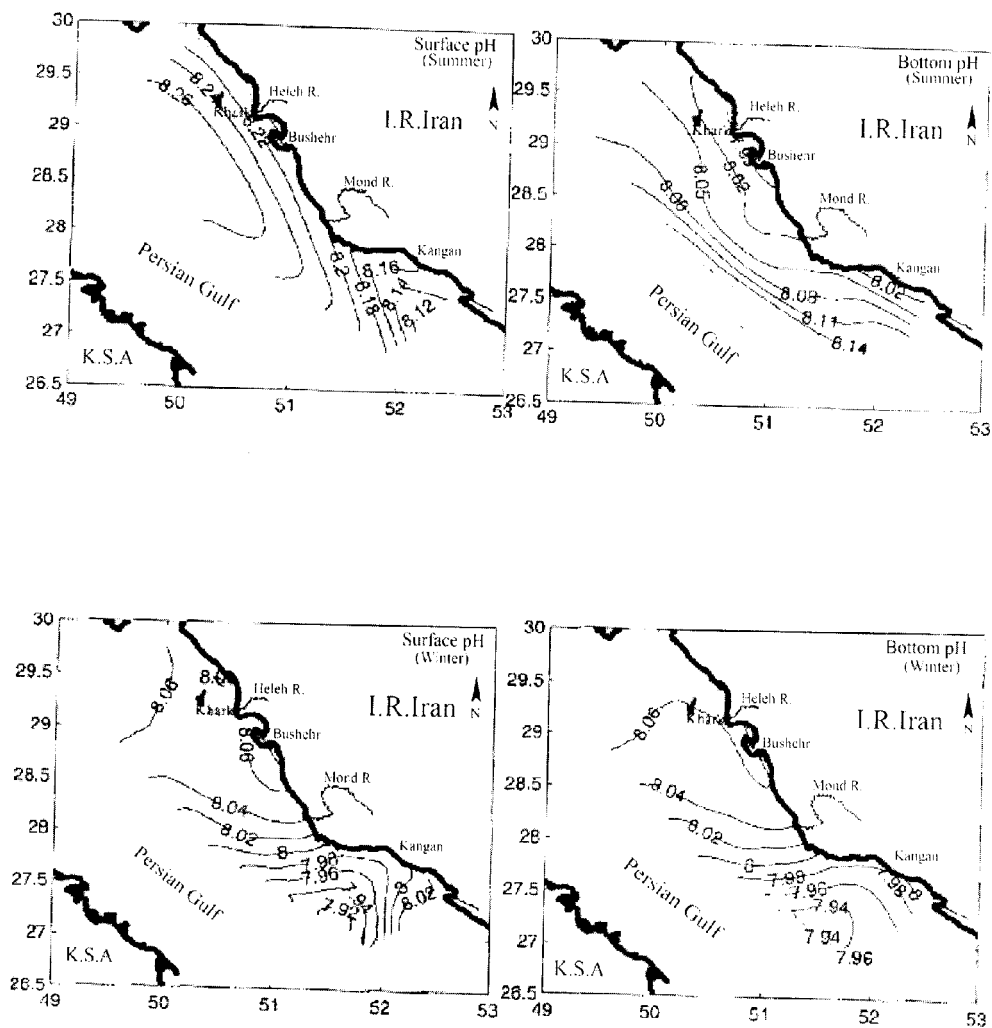 Surface pH
(Summer)
30
29.5
29
28.5
28
27.5
27
26.5
49
50
51
52
53
8.26
8.24
8.22
8.2
8.18
8.16
8.14
8.12
Heleh R.
Khark
Bushehr
I.R.Iran
N
Mond R.
Kangan
Persian Gulf
K.S.A
Bottom pH
(Summer)
30
29.5
29
28.5
28
27.5
27
26.5
49
50
51
52
53
Heleh R.
Khark
Bushehr
I.R.Iran
N
8.05
8.02
Mond R.
Kangan
8.02
8.11
8.14
Persian Gulf
K.S.A
Surface pH
(Winter)
30
29.5
29
28.5
28
27.5
27
26.5
49
50
51
52
53
8.06
Heleh R.
Khark
Bushehr
I.R.Iran
N
8.06
Mond R.
8.04
8.02
8
7.98
7.96
7.94
7.92
8
8.02
Kangan
Persian Gulf
K.S.A
Bottom pH
(Winter)
30
29.5
29
28.5
28
27.5
27
26.5
49
50
51
52
53
8.06
Heleh R.
Khark
Bushehr
I.R.Iran
N
Mond R.
8.04
8.02
8
7.98
7.96
7.94
7.94
7.96
7.98
8
Kangan
Persian Gulf
K.S.A